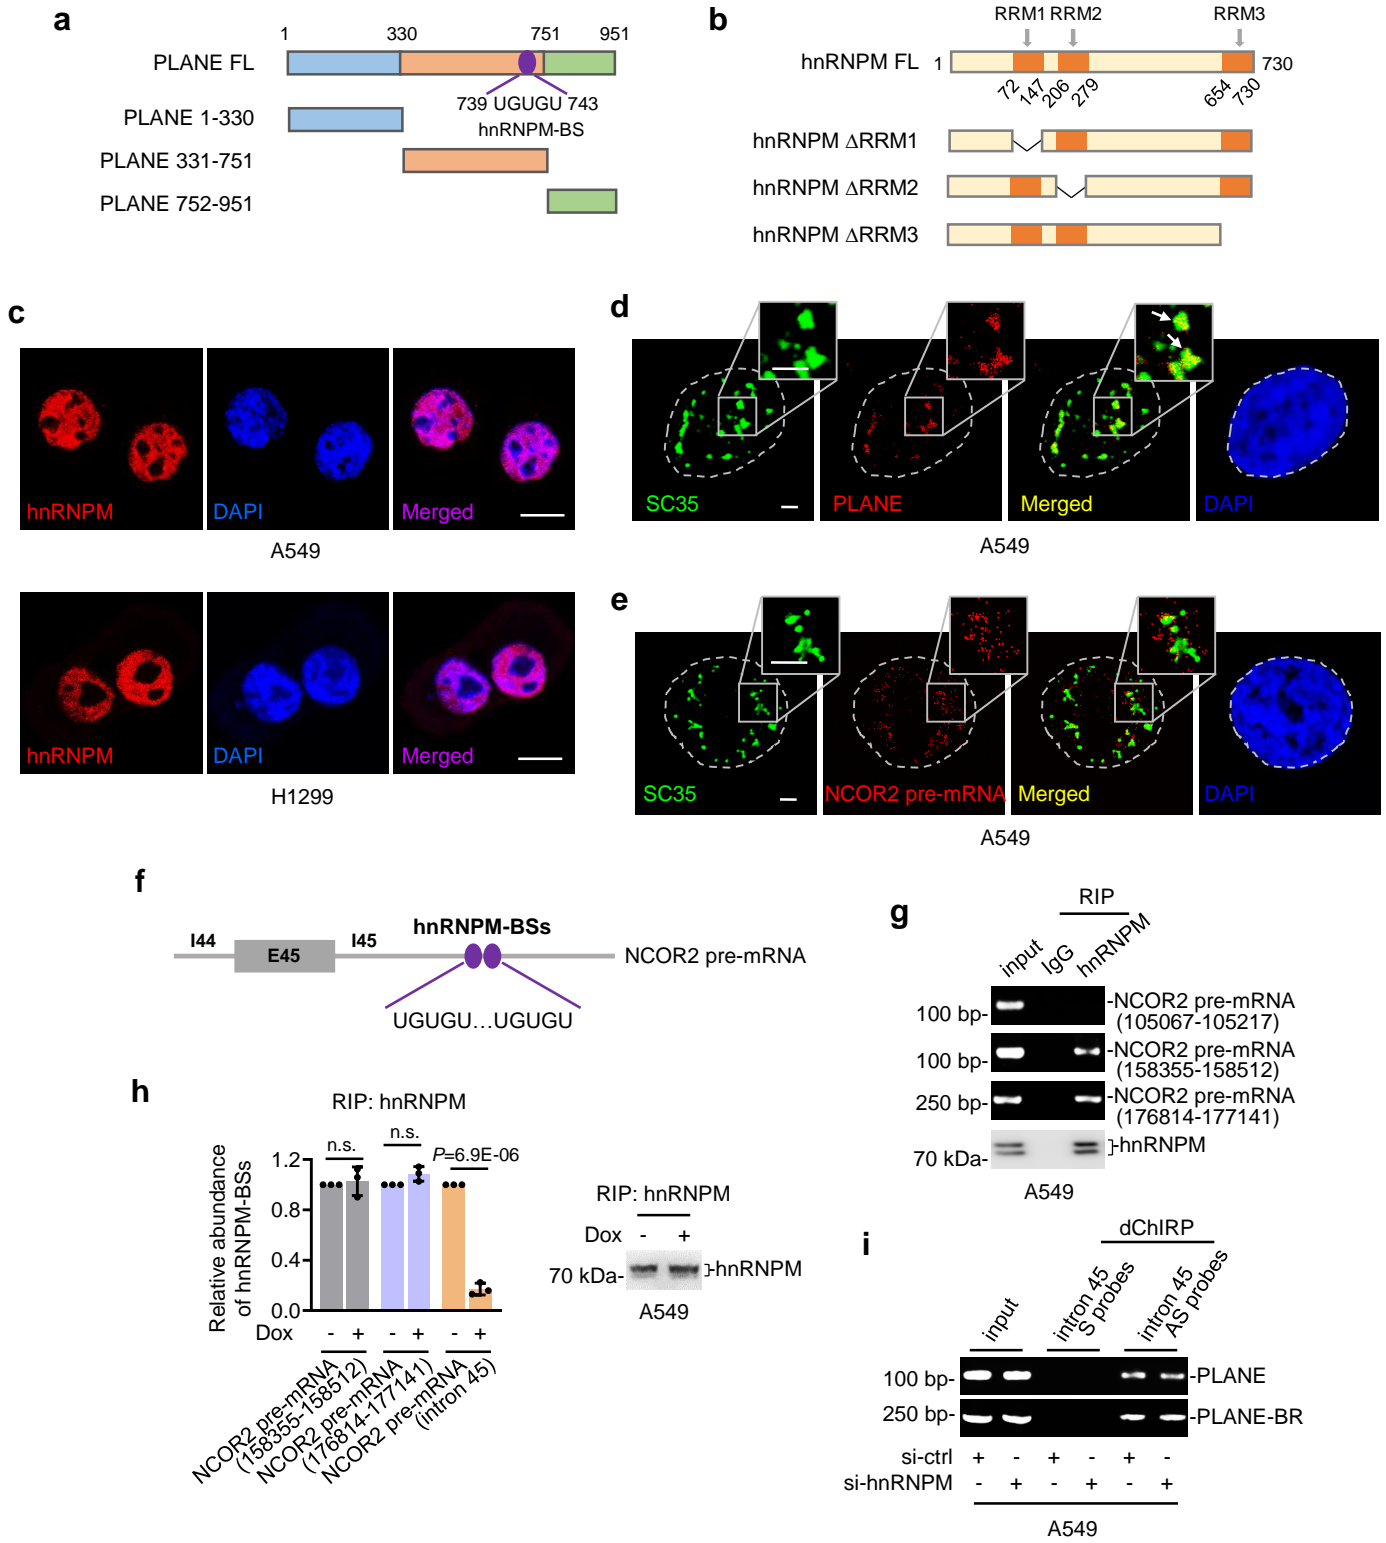 a
1 330 751 951
PLANE FL
739 UGUGU 743
hnRNPM-BS
PLANE 1-330
PLANE 331-751
PLANE 752-951
b
RRM1 RRM2 RRM3
hnRNPM FL 1 730
72 147 206 279 654 730
hnRNPM ΔRRM1
hnRNPM ΔRRM2
hnRNPM ΔRRM3
c
hnRNPM DAPI Merged
A549
hnRNPM DAPI Merged
H1299
d
SC35 PLANE Merged DAPI
A549
e
SC35 NCOR2 pre-mRNA Merged DAPI
A549
f
hnRNPM-BSs
I44 E45 I45 NCOR2 pre-mRNA
UGUGU...UGUGU
g
RIP
input IgG hnRNPM
100 bp- -NCOR2 pre-mRNA
(105067-105217)
100 bp- -NCOR2 pre-mRNA
(158355-158512)
250 bp- -NCOR2 pre-mRNA
(176814-177141)
70 kDa- hnRNPM
A549
h
RIP: hnRNPM
Relative abundance
of hnRNPM-BSs
n.s. n.s. P=6.9E-06
1.2
0.8
0.4
0.0
Dox - + - + - +
NCOR2 pre-mRNA
(158355-158512)
NCOR2 pre-mRNA
(176814-177141)
NCOR2 pre-mRNA
(intron 45)
RIP: hnRNPM
Dox - +
70 kDa- hnRNPM
A549
i
dChIRP
input
intron 45
S probes
intron 45
AS probes
100 bp- -PLANE
250 bp- -PLANE-BR
si-ctrl + - + - + -
si-hnRNPM - + - + - +
A549